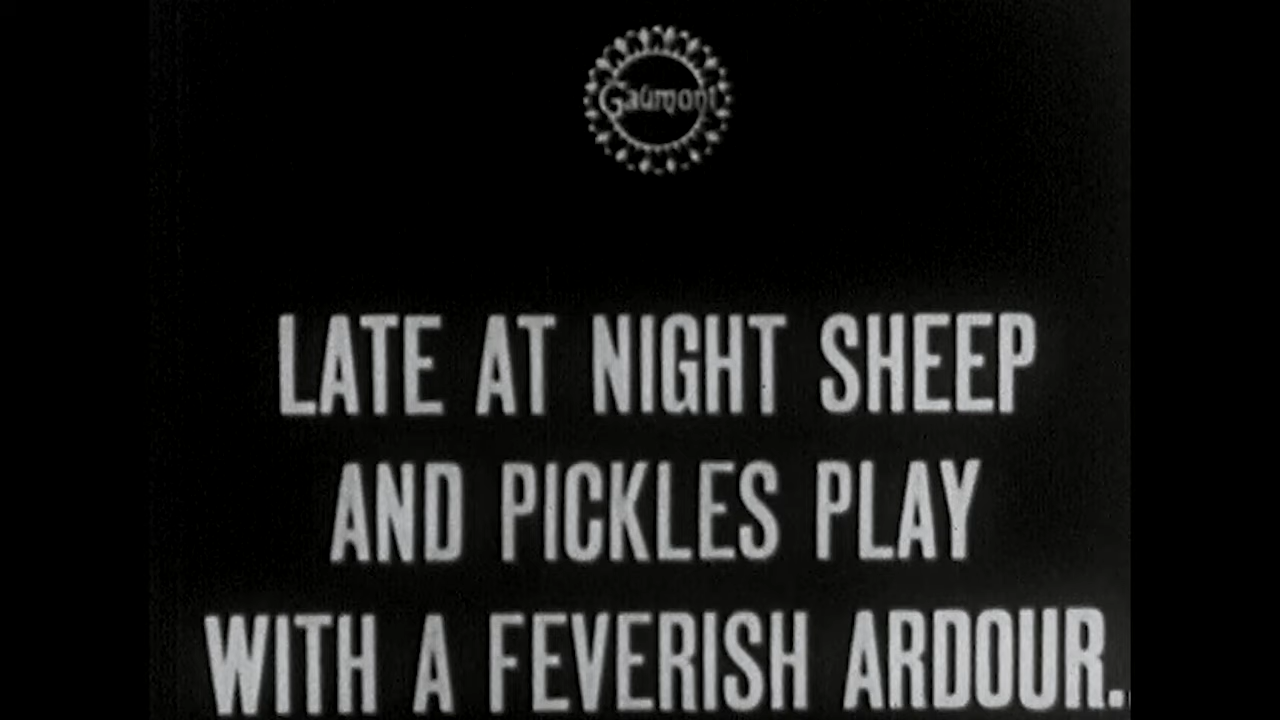 Gaumont
LATE AT NIGHT SHEEP
AND PICKLES PLAY
WITH A FEVERISH ARDOUR.